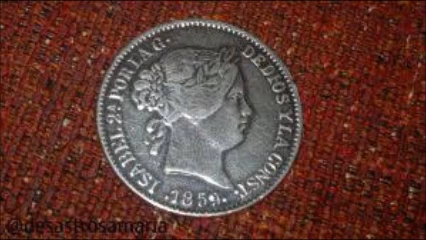 ISABEL 2ª POR LA G. DE DIOS Y LA CONST.
·1859·
@desastrosamaria